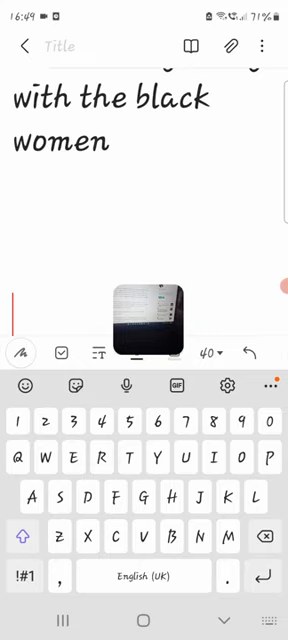 16:49
71%
Title
with the black
women
40
GIF
1 2 3 4 5 6 7 8 9 0
Q W E R T Y U I O P
A S D F G H J K L
Z X C V B N M
!#1 , English (UK) .